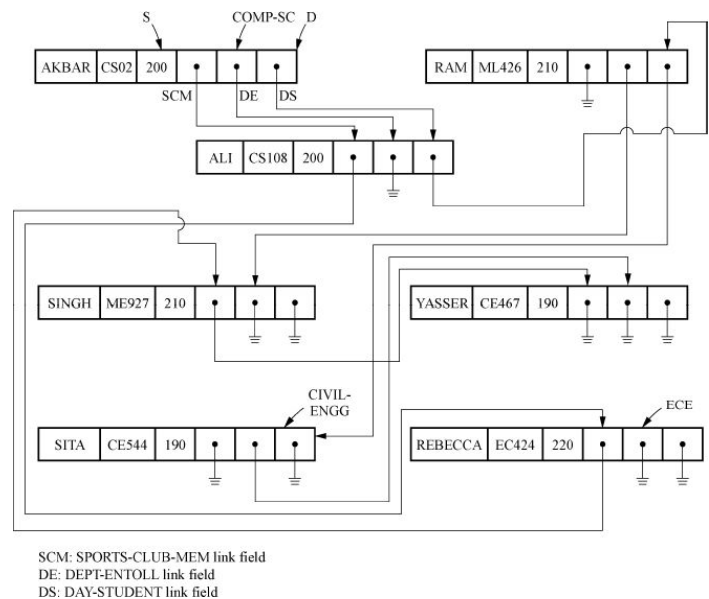 S COMP-SC D
AKBAR CS02 200
SCM DE DS
RAM ML426 210
ALI CS108 200
SINGH ME927 210
YASSER CE467 190
CIVIL-
ENGG
SITA CE544 190
ECE
REBECCA EC424 220
SCM: SPORTS-CLUB-MEM link field
DE: DEPT-ENTOLL link field
DS: DAY-STUDENT link field